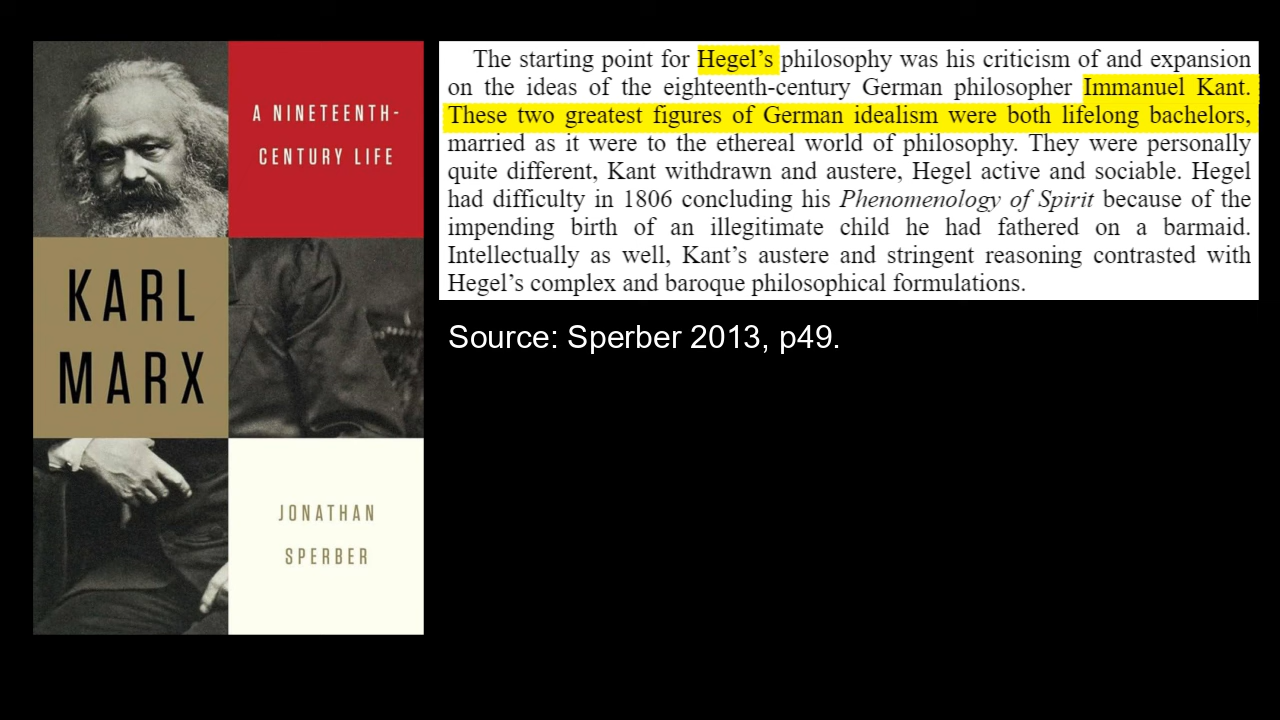 A NINETEENTH-
CENTURY LIFE
KARL
MARX
JONATHAN
SPERBER
The starting point for Hegel’s philosophy was his criticism of and expansion
on the ideas of the eighteenth-century German philosopher Immanuel Kant.
These two greatest figures of German idealism were both lifelong bachelors,
married as it were to the ethereal world of philosophy. They were personally
quite different, Kant withdrawn and austere, Hegel active and sociable. Hegel
had difficulty in 1806 concluding his Phenomenology of Spirit because of the
impending birth of an illegitimate child he had fathered on a barmaid.
Intellectually as well, Kant’s austere and stringent reasoning contrasted with
Hegel’s complex and baroque philosophical formulations.
Source: Sperber 2013, p49.